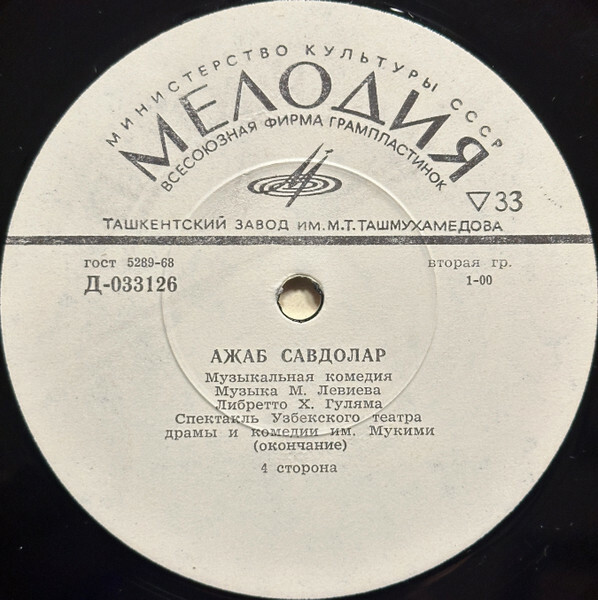 МИНИСТЕРСТВО КУЛЬТУРЫ СССР
МЕЛОДИЯ
ВСЕСОЮЗНАЯ ФИРМА ГРАМПЛАСТИНОК
▽33
ТАШКЕНТСКИЙ ЗАВОД ИМ. М.Т. ТАШМУХАМЕДОВА
гост 5289-68
вторая гр.
Д-033126
1-00
АЖАБ САВДОЛАР
Музыкальная комедия
Музыка М. Левиева
Либретто Х. Гуляма
Спектакль Узбекского театра
драмы и комедии им. Мукими
(окончание)
4 сторона